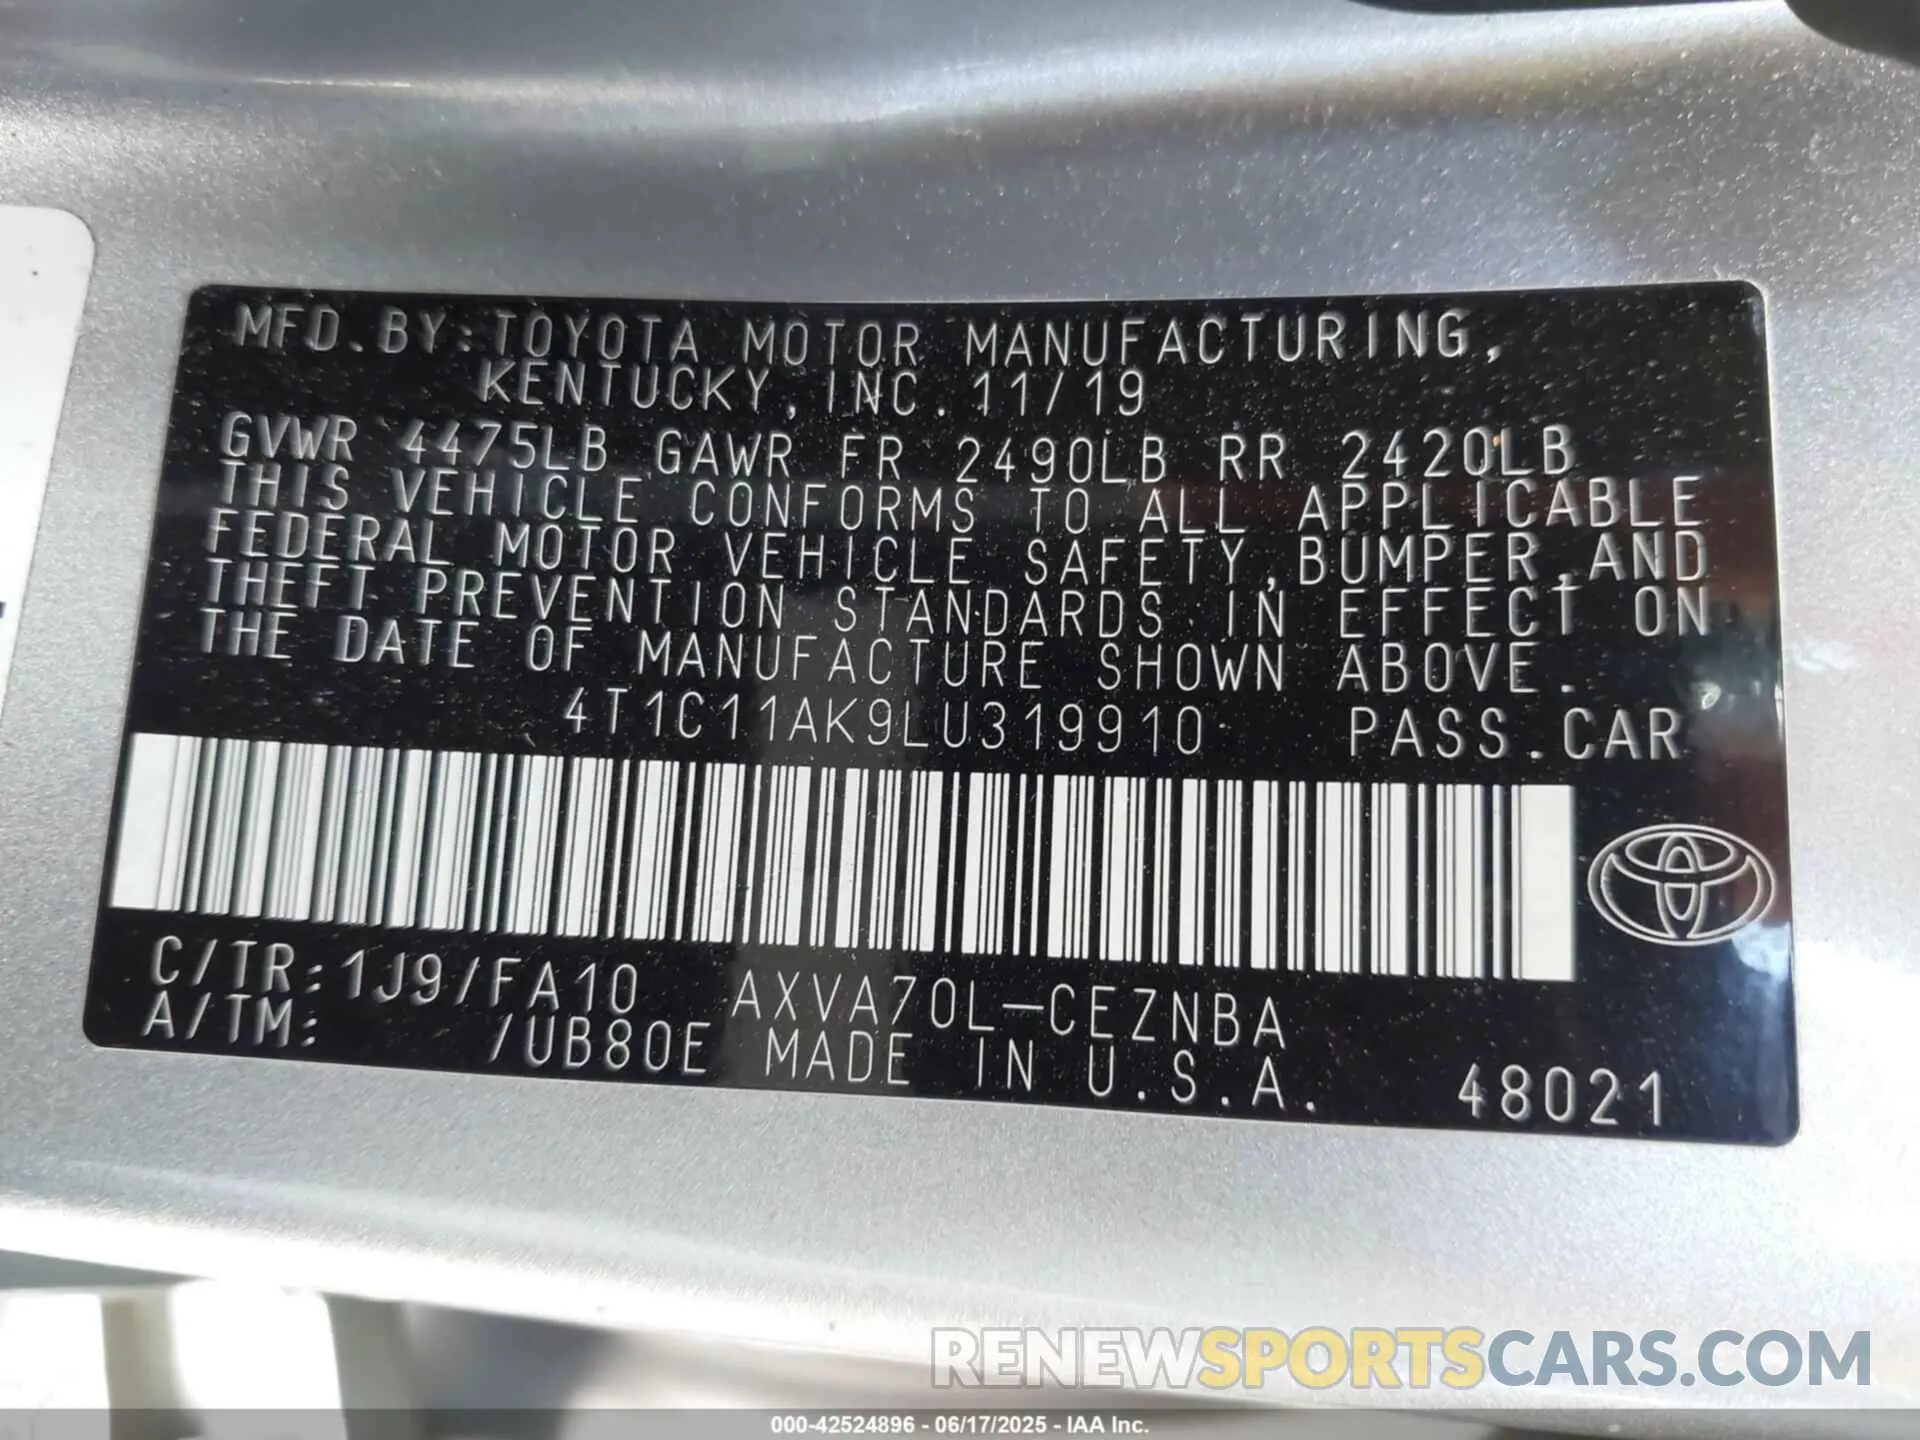 MFD.BY:TOYOTA MOTOR MANUFACTURING,
KENTUCKY, INC. 11/19
GVWR 4475LB GAWR FR 2490LB RR 2420LB
THIS VEHICLE CONFORMS TO ALL APPLICABLE
FEDERAL MOTOR VEHICLE SAFETY, BUMPER, AND
THEFT PREVENTION STANDARDS IN EFFECT ON
THE DATE OF MANUFACTURE SHOWN ABOVE.
4T1C11AK9LU319910 PASS.CAR
C/TR:1J9/FA10 AXVA70L-CEZNBA
A/TM: /UB80E MADE IN U.S.A. 48021
RENEWSPORTSCARS.COM
000-42524896 - 06/17/2025 - IAA Inc.